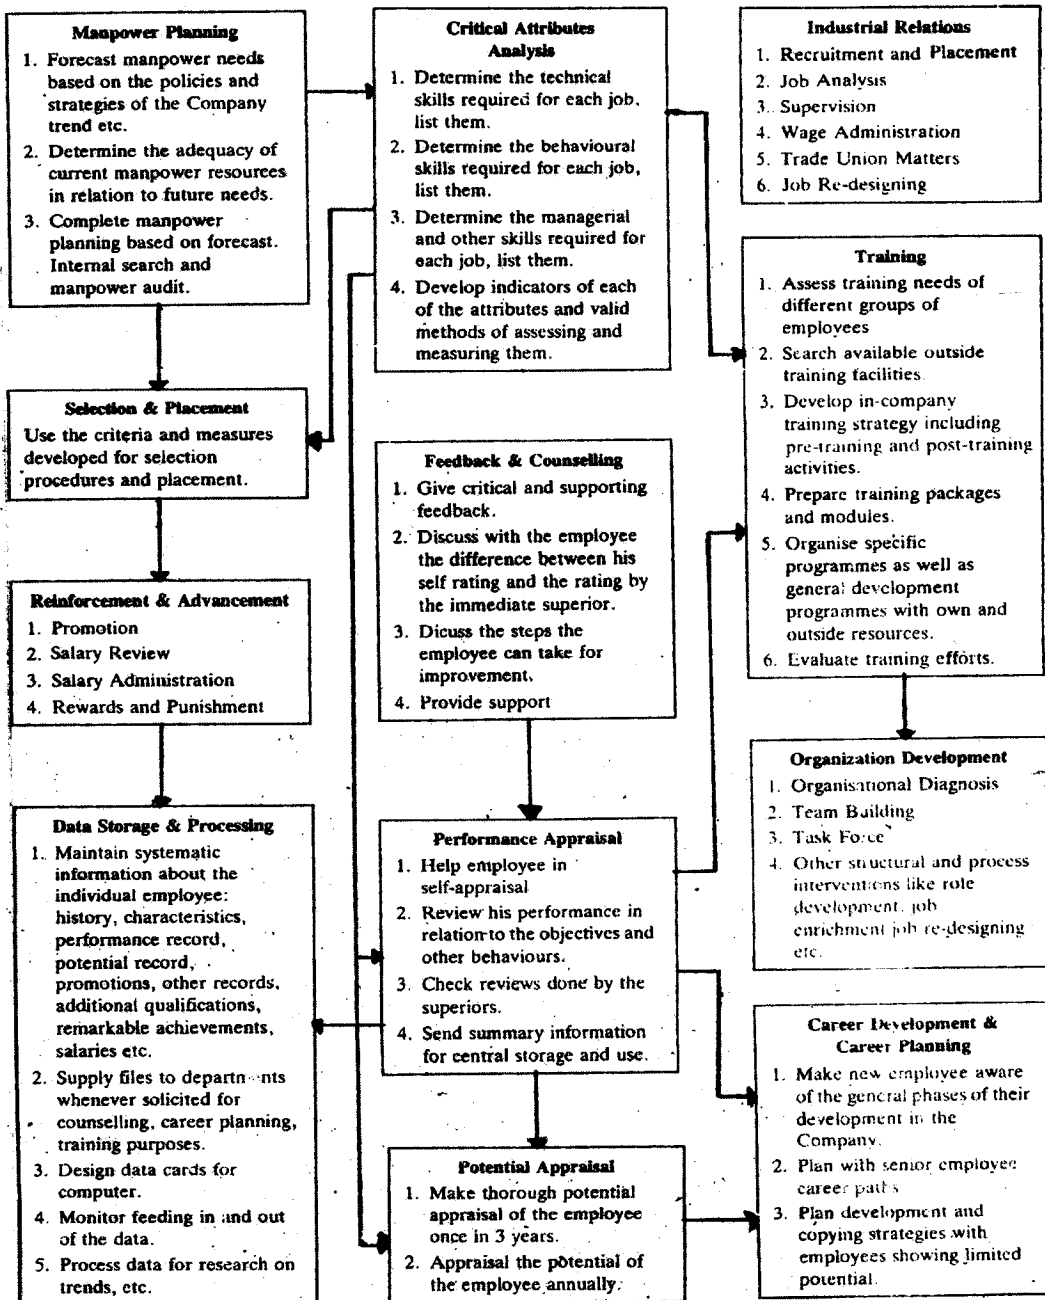 Manpower Planning
1. Forecast manpower needs
based on the policies and
strategies of the Company
trend etc.
2. Determine the adequacy of
current manpower resources
in relation to future needs.
3. Complete manpower
planning based on forecast.
Internal search and
manpower audit.
Selection & Placement
Use the criteria and measures
developed for selection
procedures and placement.
Reinforcement & Advancement
1. Promotion
2. Salary Review
3. Salary Administration
4. Rewards and Punishment
Data Storage & Processing
1. Maintain systematic
information about the
individual employee:
history, characteristics,
performance record,
potential record,
promotions, other records,
additional qualifications,
remarkable achievements,
salaries etc.
2. Supply files to
whenever solicited for
counselling, career planning,
training purposes.
3. Design data cards for
computer.
4. Monitor feeding in and out
of the data.
5. Process data for research on
trends, etc.
Critical Attributes
Analysis
1. Determine the technical
skills required for each job,
list them.
2. Determine the behavioural
skills required for each job,
list them.
3. Determine the managerial
and other skills required for
each job, list them.
4. Develop indicators of each
of the attributes and valid
methods of assessing and
measuring them.
Feedback & Counselling
1. Give critical and supporting
feedback.
2. Discuss with the employee
the difference between his
self rating and the rating by
the immediate superior.
3. Dicuss the steps the
employee can take for
improvement.
4. Provide support
Performance Appraisal
1. Help employee in
self-appraisal
2. Review his performance in
relation to the objectives and
other behaviours.
3. Check reviews done by the
superiors.
4. Send summary information
for central storage and use.
Potential Appraisal
1. Make thorough potential
appraisal of the employee
once in 3 years.
2. Appraisal the potential of
the employee annually.
Industrial Relations
1. Recruitment and Placement
2. Job Analysis
3. Supervision
4. Wage Administration
5. Trade Union Matters
6. Job Re-designing
Training
1. Assess training needs of
different groups of
employees
2. Search available outside
training facilities.
3. Develop in-company
training strategy including
pre-training and post-training
activities.
4. Prepare training packages
and modules.
5. Organise specific
programmes as well as
general development
programmes with own and
outside resources.
6. Evaluate training efforts.
Organization Development
1. Organisational Diagnosis
2. Team Building
3. Task Force
4. Other structural and process
interventions like role
development, job
enrichment job re-designing
etc.
Career Development &
Career Planning
1. Make new employee aware
of the general phases of their
development in the
Company.
2. Plan with senior employee
career paths
3. Plan development and
copying strategies with
employees showing limited
potential.